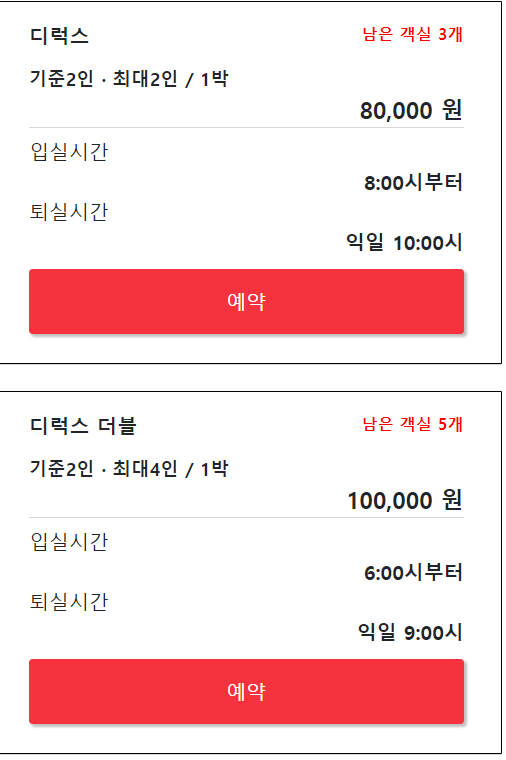 디럭스 남은 객실 3개
기준2인 · 최대2인 / 1박
80,000 원
입실시간
8:00시부터
퇴실시간
익일 10:00시
예약
디럭스 더블 남은 객실 5개
기준2인 · 최대4인 / 1박
100,000 원
입실시간
6:00시부터
퇴실시간
익일 9:00시
예약